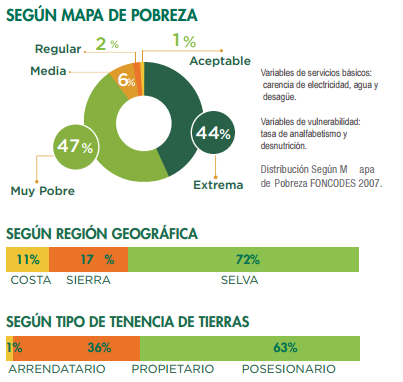 SEGÚN MAPA DE POBREZA
Regular 2 %
1%
Aceptable
Media
6%
47%
44%
Muy Pobre
Extrema
Variables de servicios básicos:
carencia de electricidad, agua y
desagüe.
Variables de vulnerabilidad:
tasa de analfabetismo y
desnutrición.
Distribución Según M apa
de Pobreza FONCODES 2007.
SEGÚN REGIÓN GEOGRÁFICA
11% 17 % 72%
COSTA SIERRA SELVA
SEGÚN TIPO DE TENENCIA DE TIERRAS
1% 36% 63%
ARRENDATARIO PROPIETARIO POSESIONARIO